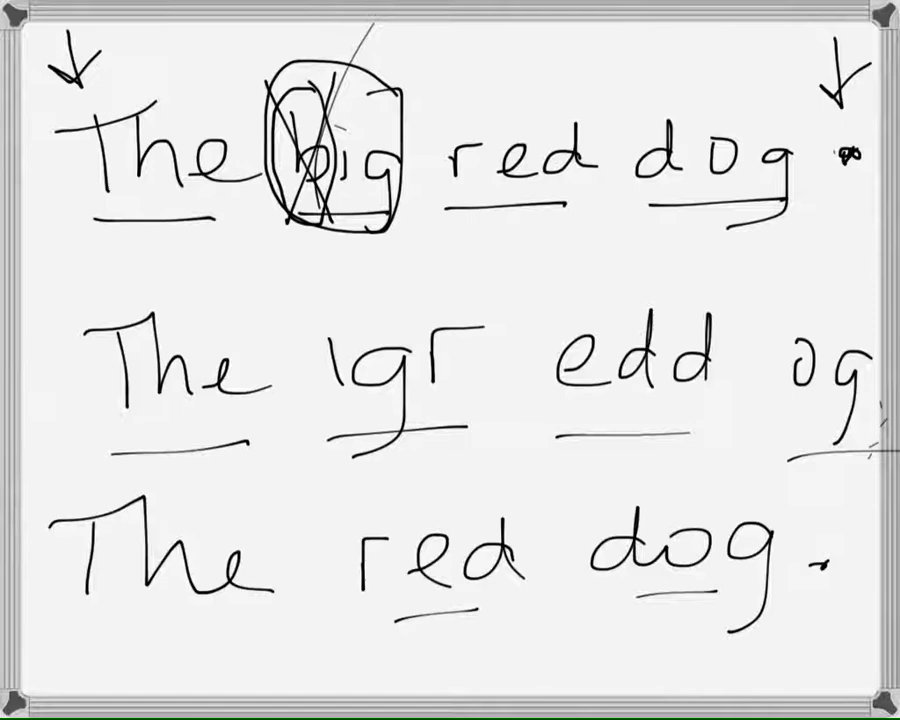 The big red dog.
The igr edd og
The red dog.